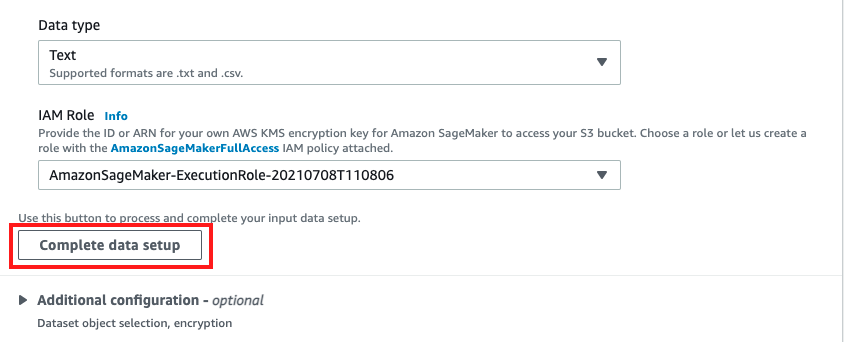 Data type
Text
Supported formats are .txt and .csv.
IAM Role Info
Provide the ID or ARN for your own AWS KMS encryption key for Amazon SageMaker to access your S3 bucket. Choose a role or let us create a
role with the AmazonSageMakerFullAccess IAM policy attached.
AmazonSageMaker-ExecutionRole-20210708T110806
Use this button to process and complete your input data setup.
Complete data setup
Additional configuration - optional
Dataset object selection, encryption